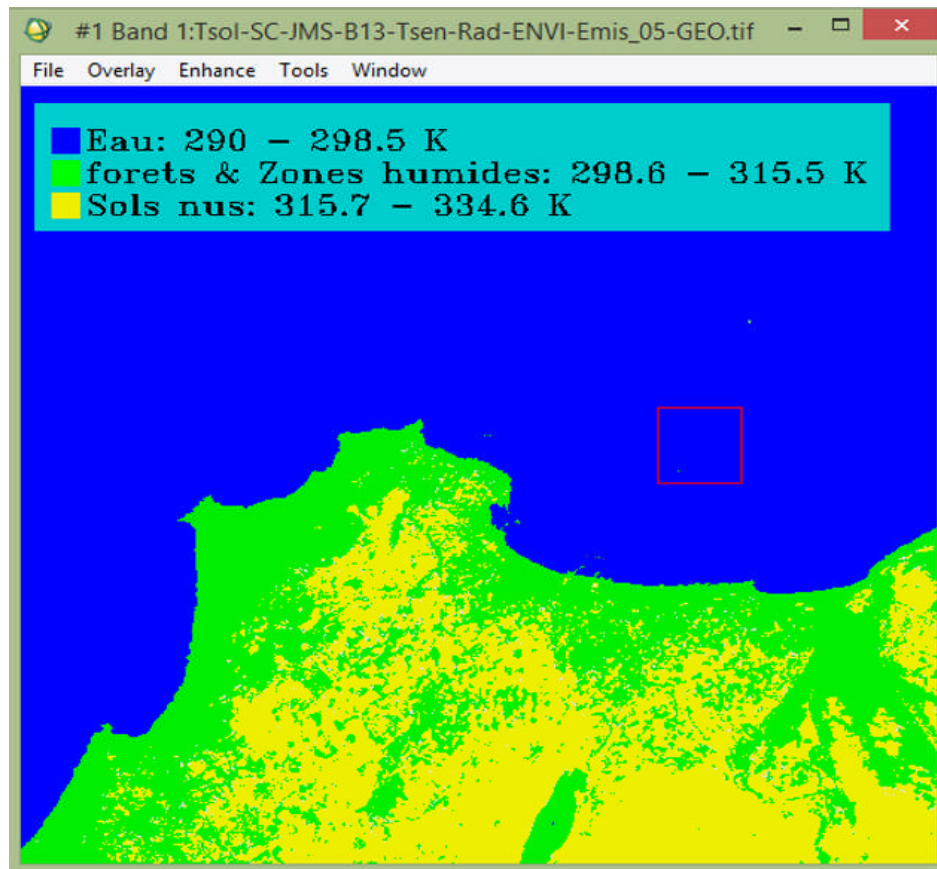 #1 Band 1:Tsol-SC-JMS-B13-Tsen-Rad-ENVI-Emis_05-GEO.tif
File Overlay Enhance Tools Window
Eau: 290 – 298.5 K
forets & Zones humides: 298.6 – 315.5 K
Sols nus: 315.7 – 334.6 K